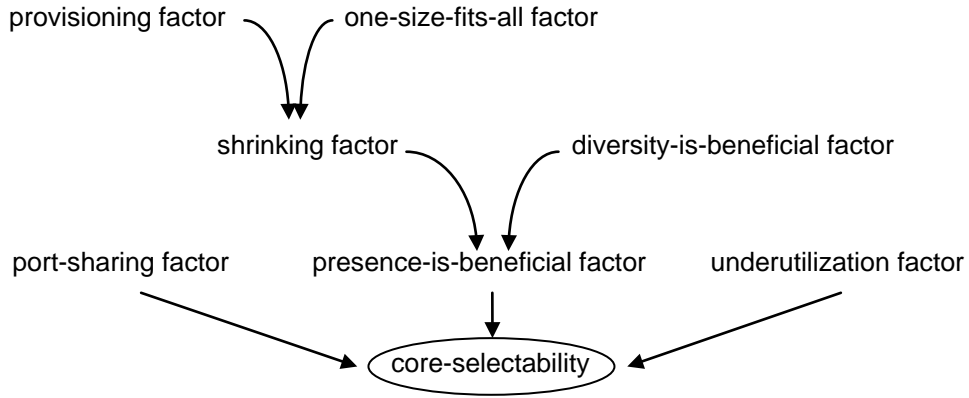 provisioning factor one-size-fits-all factor
shrinking factor diversity-is-beneficial factor
port-sharing factor presence-is-beneficial factor underutilization factor
core-selectability